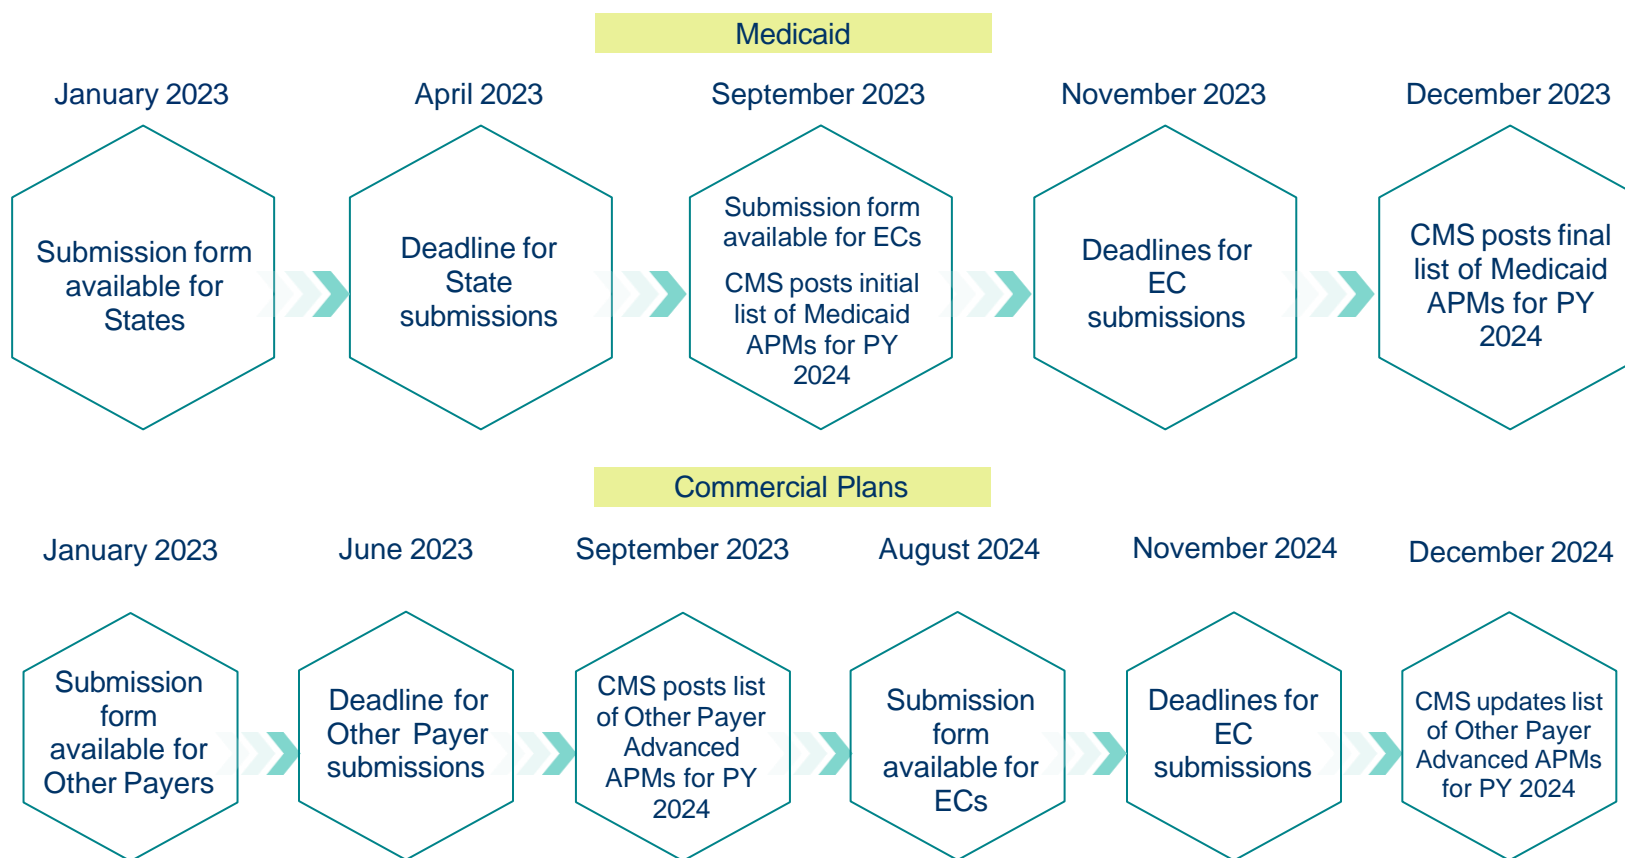 Medicaid
January 2023
April 2023
September 2023
November 2023
December 2023
Submission form
available for
States
Deadline for
State
submissions
Submission form
available for ECs
CMS posts initial
list of Medicaid
APMs for PY
2024
Deadlines for
EC
submissions
CMS posts final
list of Medicaid
APMs for PY
2024
Commercial Plans
January 2023
June 2023
September 2023
August 2024
November 2024
December 2024
Submission
form
available for
Other Payers
Deadline for
Other Payer
submissions
CMS posts list
of Other Payer
Advanced
APMs for PY
2024
Submission
form
available for
ECs
Deadlines for
EC
submissions
CMS updates list
of Other Payer
Advanced APMs
for PY 2024